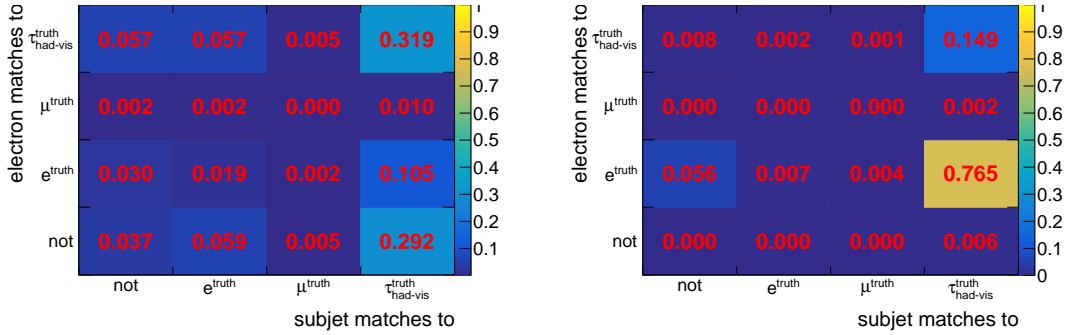 electron matches to
τ truth had-vis 0.057 0.057 0.005 0.319
μ truth 0.002 0.002 0.000 0.010
e truth 0.030 0.019 0.002 0.105
not 0.037 0.059 0.005 0.292
not e truth μ truth τ truth had-vis
subjet matches to
1
0.9
0.8
0.7
0.6
0.5
0.4
0.3
0.2
0.1
electron matches to
τ truth had-vis 0.008 0.002 0.001 0.149
μ truth 0.000 0.000 0.000 0.002
e truth 0.056 0.007 0.004 0.765
not 0.000 0.000 0.000 0.006
not e truth μ truth τ truth had-vis
subjet matches to
1
0.9
0.8
0.7
0.6
0.5
0.4
0.3
0.2
0.1
0